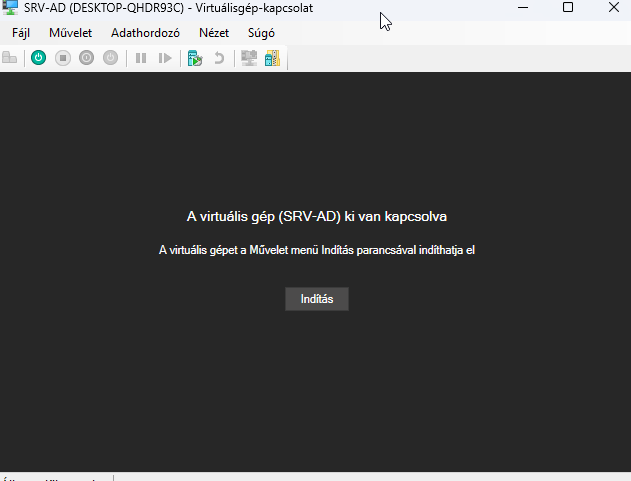 SRV-AD (DESKTOP-QHDR93C) - Virtuálisgép-kapcsolat
Fájl Művelet Adathordozó Nézet Súgó
A virtuális gép (SRV-AD) ki van kapcsolva
A virtuális gépet a Művelet menü Indítás parancsával indíthatja el
Indítás